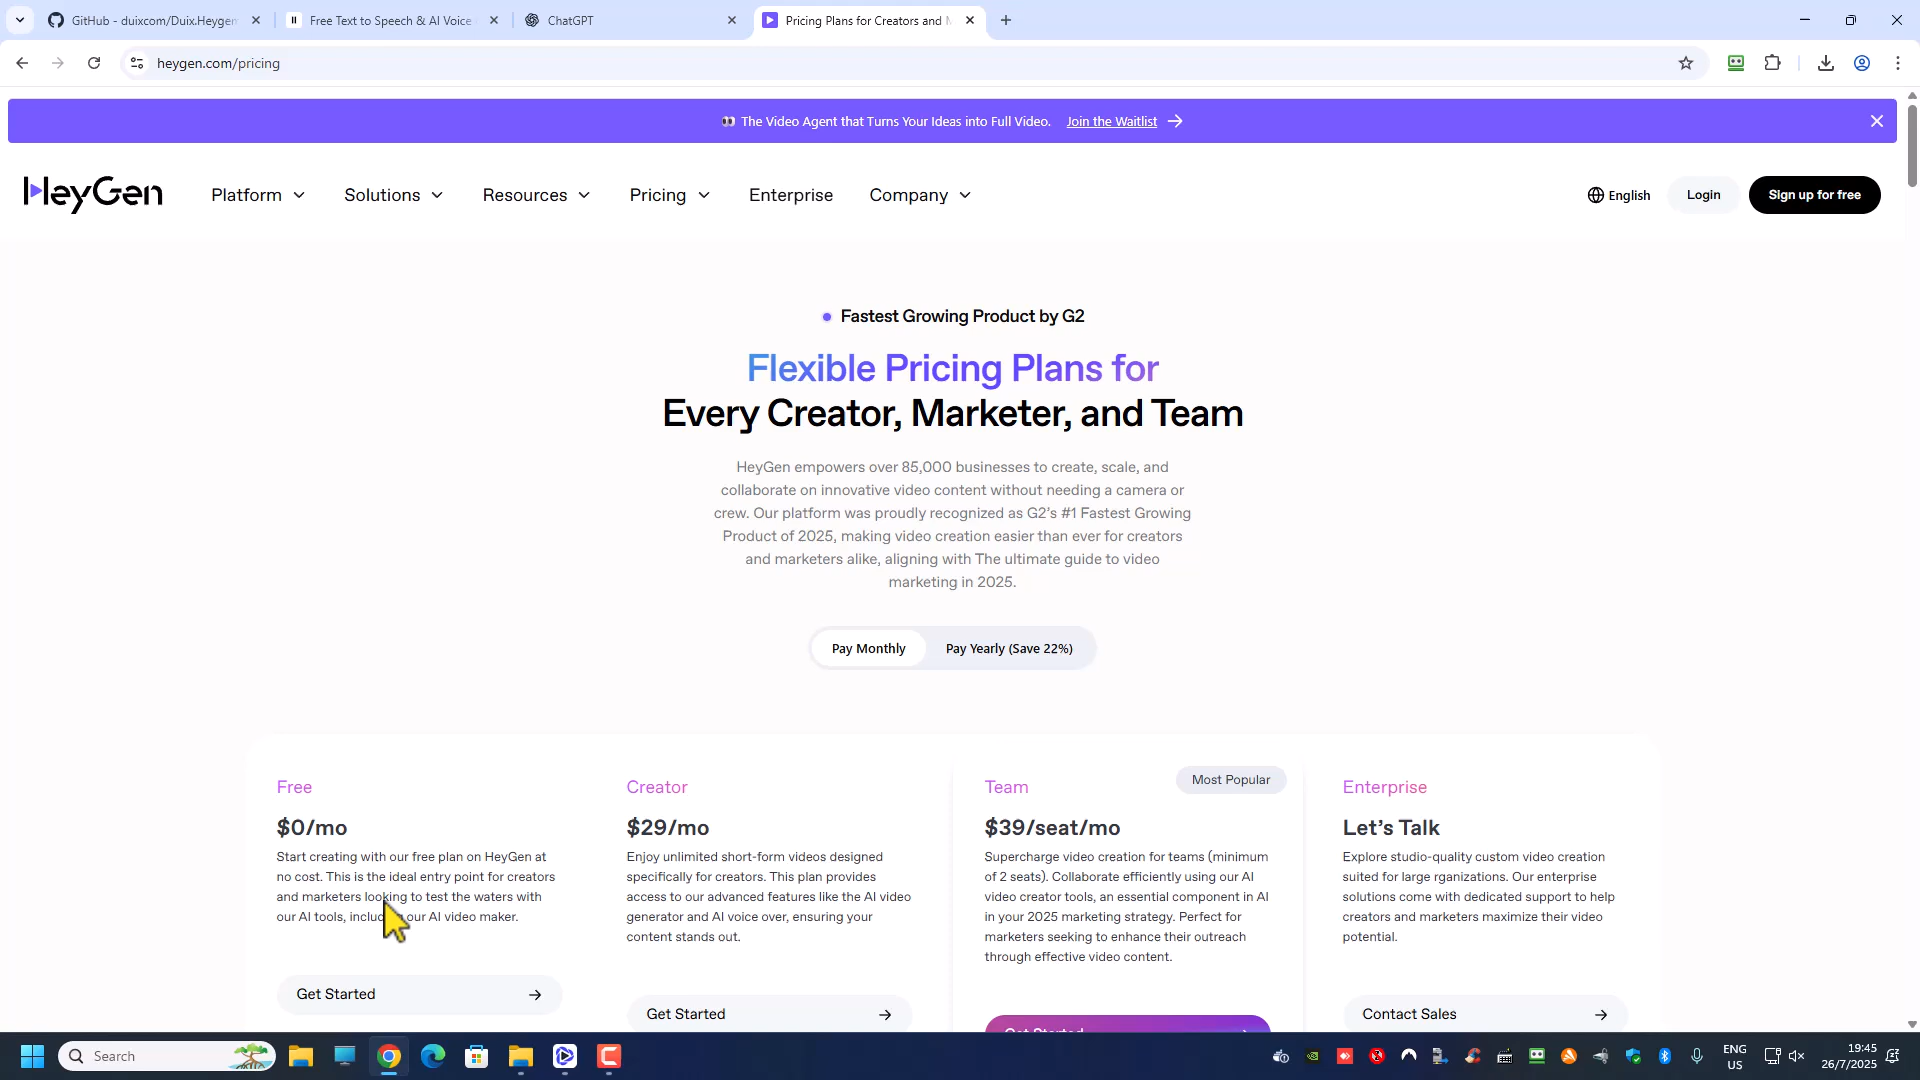 GitHub - duixcom/Duix.Heygem
Free Text to Speech & AI Voice
ChatGPT
Pricing Plans for Creators and M
heygen.com/pricing
The Video Agent that Turns Your Ideas into Full Video. Join the Waitlist
HeyGen
Platform
Solutions
Resources
Pricing
Enterprise
Company
English
Login
Sign up for free
Fastest Growing Product by G2
Flexible Pricing Plans for
Every Creator, Marketer, and Team
HeyGen empowers over 85,000 businesses to create, scale, and
collaborate on innovative video content without needing a camera or
crew. Our platform was proudly recognized as G2's #1 Fastest Growing
Product of 2025, making video creation easier than ever for creators
and marketers alike, aligning with The ultimate guide to video
marketing in 2025.
Pay Monthly
Pay Yearly (Save 22%)
Free
$0/mo
Start creating with our free plan on HeyGen at
no cost. This is the ideal entry point for creators
and marketers looking to test the waters with
our AI tools, including our AI video maker.
Get Started
Creator
$29/mo
Enjoy unlimited short-form videos designed
specifically for creators. This plan provides
access to our advanced features like the AI video
generator and AI voice over, ensuring your
content stands out.
Get Started
Team
Most Popular
$39/seat/mo
Supercharge video creation for teams (minimum
of 2 seats). Collaborate efficiently using our AI
video creator tools, an essential component in AI
in your 2025 marketing strategy. Perfect for
marketers seeking to enhance their outreach
through effective video content.
Get Started
Enterprise
Let's Talk
Explore studio-quality custom video creation
suited for large rganizations. Our enterprise
solutions come with dedicated support to help
creators and marketers maximize their video
potential.
Contact Sales
Search
ENG
US
19:45
26/7/2025